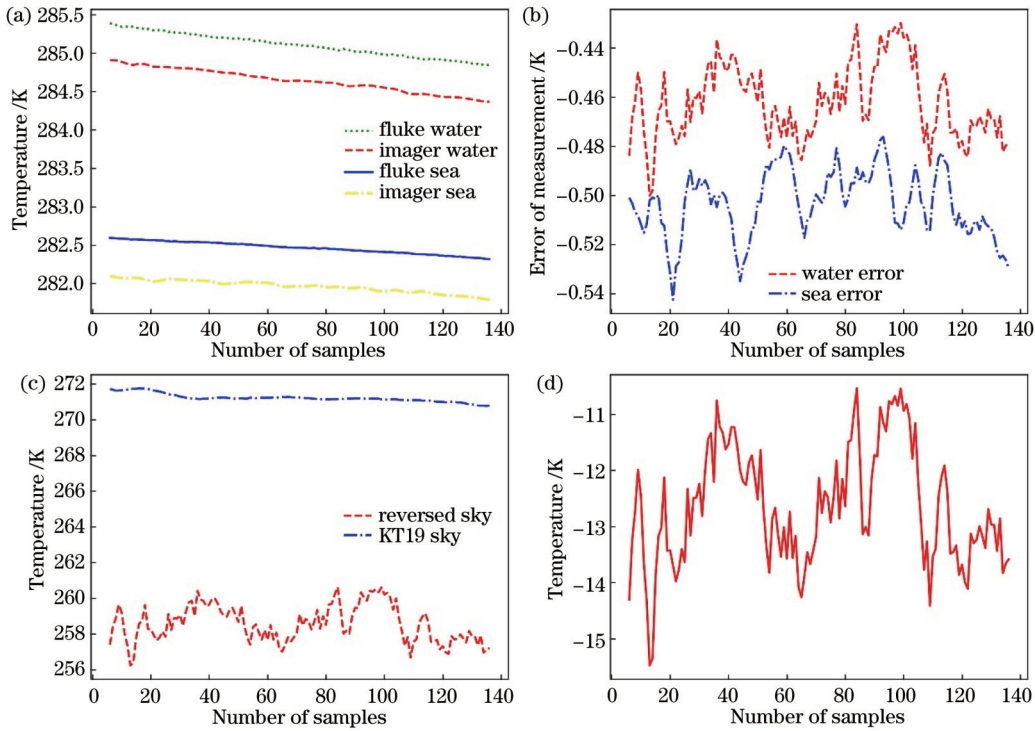 (a)
285.5
285.0
284.5
284.0
283.5
283.0
282.5
282.0
Temperature /K
fluke water
imager water
fluke sea
imager sea
0 20 40 60 80 100 120 140
Number of samples
(b)
-0.44
-0.46
-0.48
-0.50
-0.52
-0.54
Error of measurement /K
water error
sea error
0 20 40 60 80 100 120 140
Number of samples
(c)
272
270
268
266
264
262
260
258
256
Temperature /K
reversed sky
KT19 sky
0 20 40 60 80 100 120 140
Number of samples
(d)
-11
-12
-13
-14
-15
Temperature /K
0 20 40 60 80 100 120 140
Number of samples